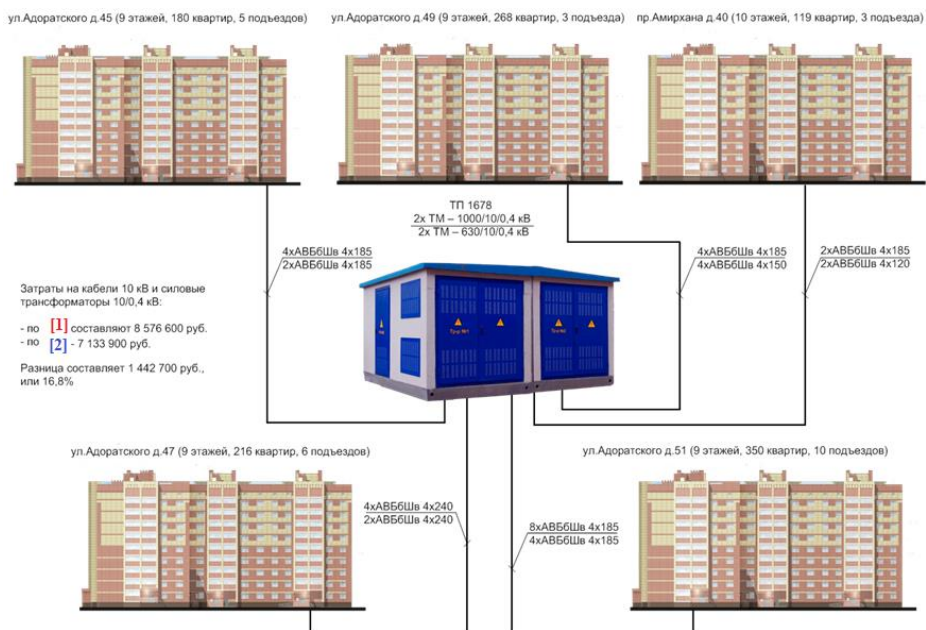 ул.Адоратского д.45 (9 этажей, 180 квартир, 5 подъездов)
ул.Адоратского д.49 (9 этажей, 268 квартир, 3 подъезда)
пр.Амирхана д.40 (10 этажей, 119 квартир, 3 подъезда)
ТП 1678
2х ТМ – 1000/10/0,4 кВ
2х ТМ – 630/10/0,4 кВ
4хАВБбШв 4х185
2хАВБбШв 4х185
4хАВБбШв 4х185
4хАВБбШв 4х150
2хАВБбШв 4х185
2хАВБбШв 4х120
Затраты на кабели 10 кВ и силовые
трансформаторы 10/0,4 кВ:
- по [1] составляют 8 576 600 руб.
- по [2] - 7 133 900 руб.
Разница составляет 1 442 700 руб.,
или 16,8%
ул.Адоратского д.47 (9 этажей, 216 квартир, 6 подъездов)
ул.Адоратского д.51 (9 этажей, 350 квартир, 10 подъездов)
4хАВБбШв 4х240
2хАВБбШв 4х240
8хАВБбШв 4х185
4хАВБбШв 4х185